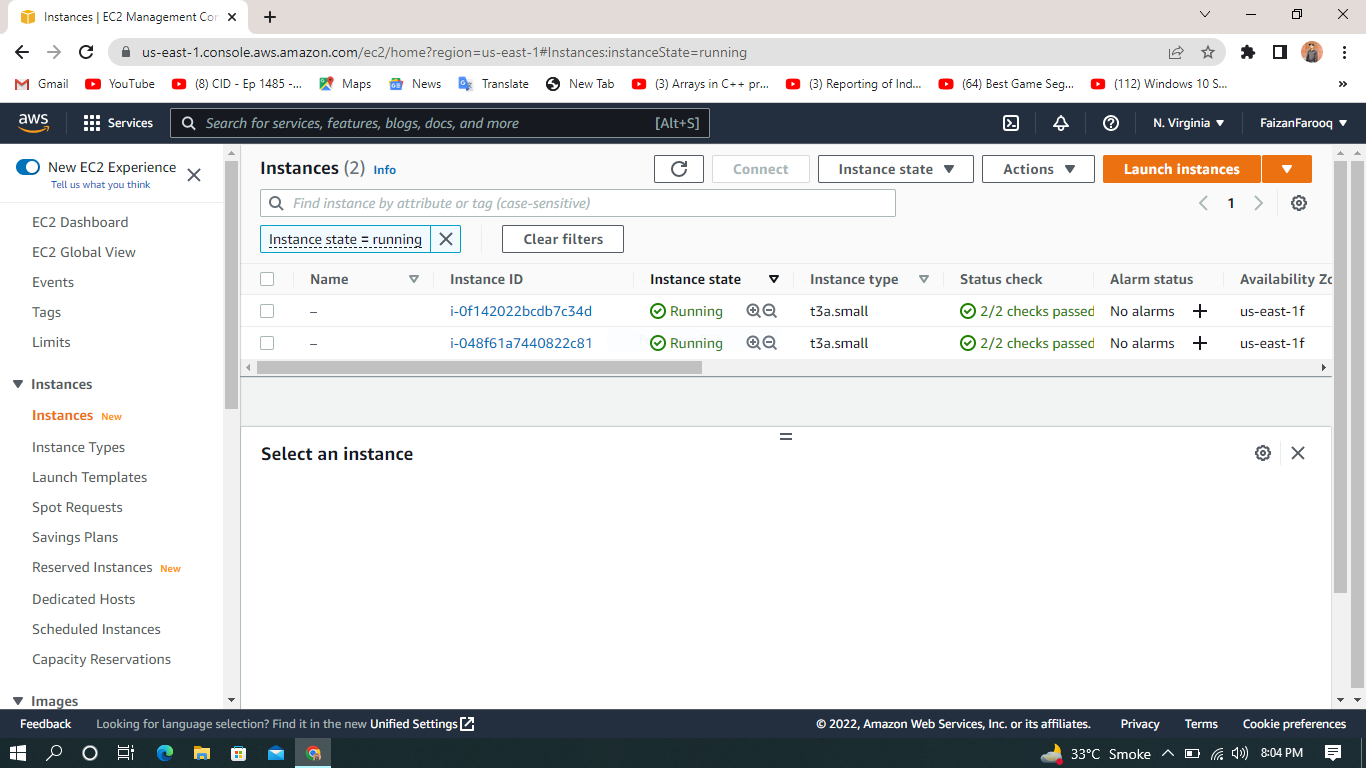 Instances | EC2 Management Con
us-east-1.console.aws.amazon.com/ec2/home?region=us-east-1#Instances:instanceState=running
Gmail YouTube (8) CID - Ep 1485 -... Maps News Translate New Tab (3) Arrays in C++ pr... (3) Reporting of Ind... (64) Best Game Seg... (112) Windows 10 S... »
aws Services Search for services, features, blogs, docs, and more [Alt+S] N. Virginia FaizanFarooq
New EC2 Experience
Tell us what you think
EC2 Dashboard
EC2 Global View
Events
Tags
Limits
Instances
Instances New
Instance Types
Launch Templates
Spot Requests
Savings Plans
Reserved Instances New
Dedicated Hosts
Scheduled Instances
Capacity Reservations
Images
Instances (2) Info Connect Instance state Actions Launch instances
Find instance by attribute or tag (case-sensitive) 1
Instance state = running Clear filters
Name Instance ID Instance state Instance type Status check Alarm status Availability Zo
– i-0f142022bcdb7c34d Running t3a.small 2/2 checks passed No alarms + us-east-1f
– i-048f61a7440822c81 Running t3a.small 2/2 checks passed No alarms + us-east-1f
Select an instance
Feedback Looking for language selection? Find it in the new Unified Settings © 2022, Amazon Web Services, Inc. or its affiliates. Privacy Terms Cookie preferences
33°C Smoke 8:04 PM